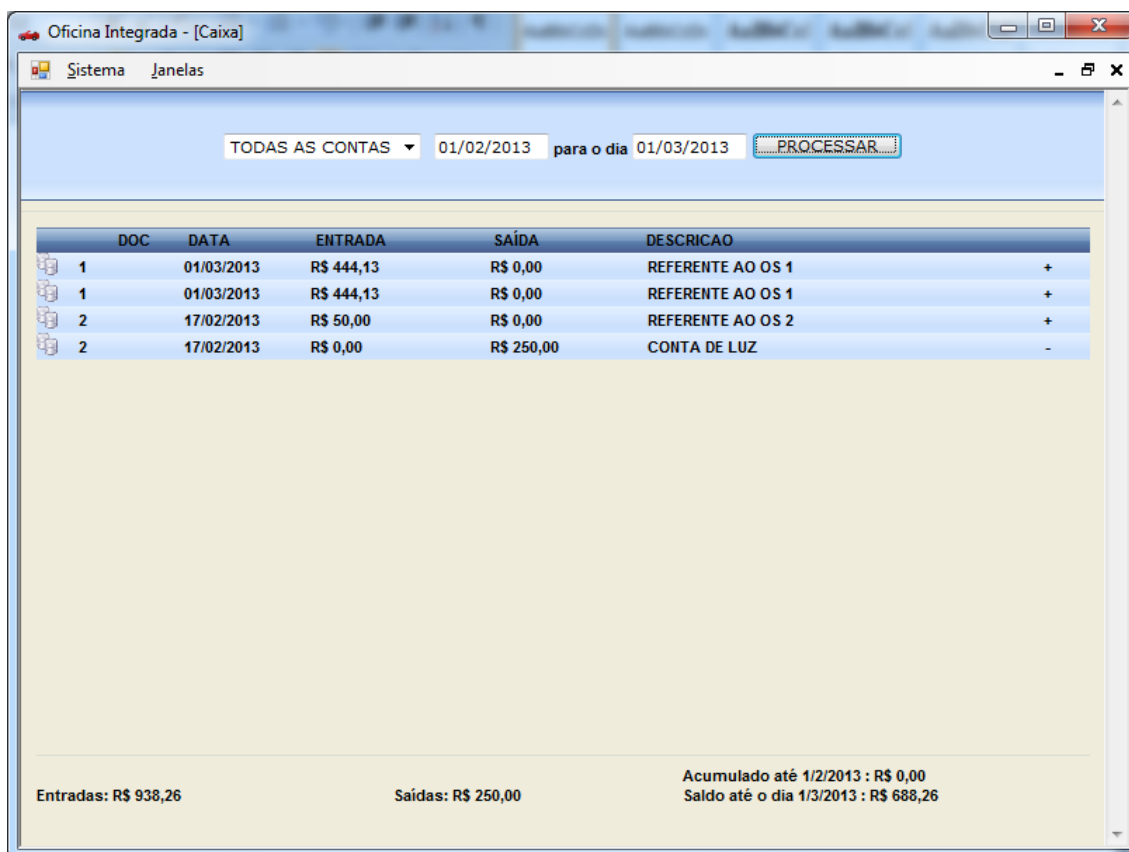 Oficina Integrada - [Caixa]
Sistema Janelas
TODAS AS CONTAS 01/02/2013 para o dia 01/03/2013 PROCESSAR
DOC DATA ENTRADA SAÍDA DESCRICAO
1 01/03/2013 R$ 444,13 R$ 0,00 REFERENTE AO OS 1 +
1 01/03/2013 R$ 444,13 R$ 0,00 REFERENTE AO OS 1 +
2 17/02/2013 R$ 50,00 R$ 0,00 REFERENTE AO OS 2 +
2 17/02/2013 R$ 0,00 R$ 250,00 CONTA DE LUZ -
Acumulado até 1/2/2013 : R$ 0,00
Entradas: R$ 938,26 Saídas: R$ 250,00 Saldo até o dia 1/3/2013 : R$ 688,26